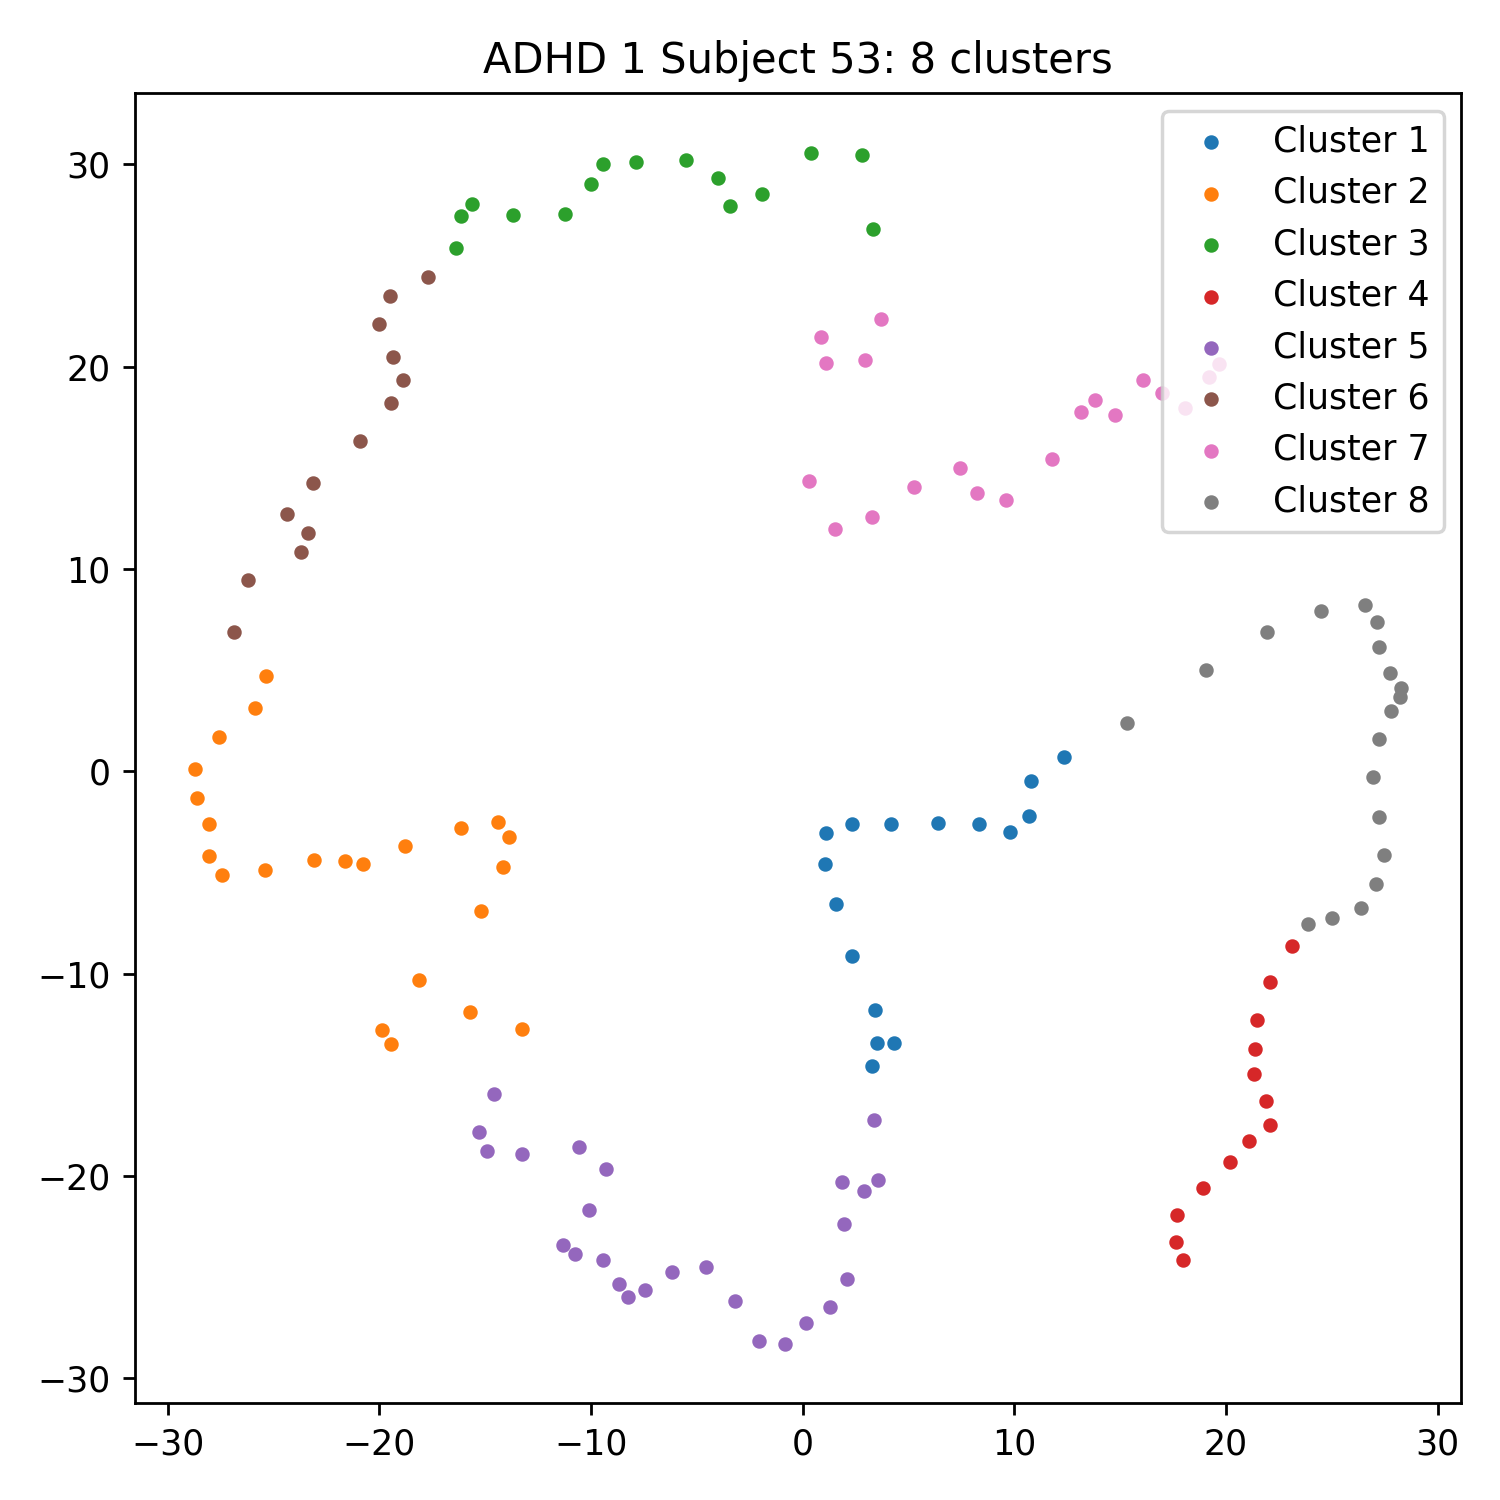 ADHD 1 Subject 53: 8 clusters
Cluster 1
Cluster 2
Cluster 3
Cluster 4
Cluster 5
Cluster 6
Cluster 7
Cluster 8
30
20
10
0
−10
−20
−30
−30 −20 −10 0 10 20 30